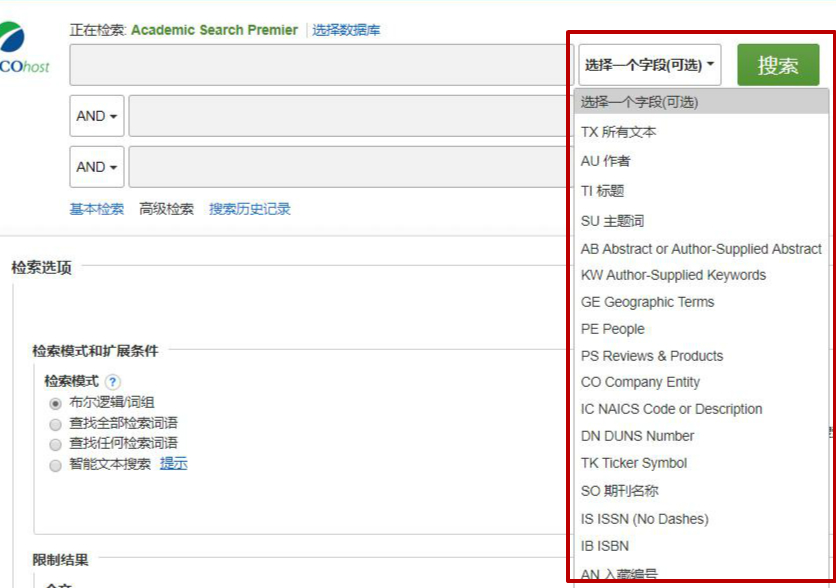 正在检索: Academic Search Premier 选择数据库
COhost
选择一个字段(可选) 搜索
选择一个字段(可选)
AND
TX 所有文本
AU 作者
AND
TI 标题
基本检索 高级检索 搜索历史记录
SU 主题词
AB Abstract or Author-Supplied Abstract
检索选项
KW Author-Supplied Keywords
GE Geographic Terms
PE People
检索模式和扩展条件
PS Reviews & Products
检索模式 ?
CO Company Entity
布尔逻辑/词组
IC NAICS Code or Description
查找全部检索词语
DN DUNS Number
查找任何检索词语
TK Ticker Symbol
智能文本搜索 提示
SO 期刊名称
IS ISSN (No Dashes)
IB ISBN
限制结果
AN 入藏编号